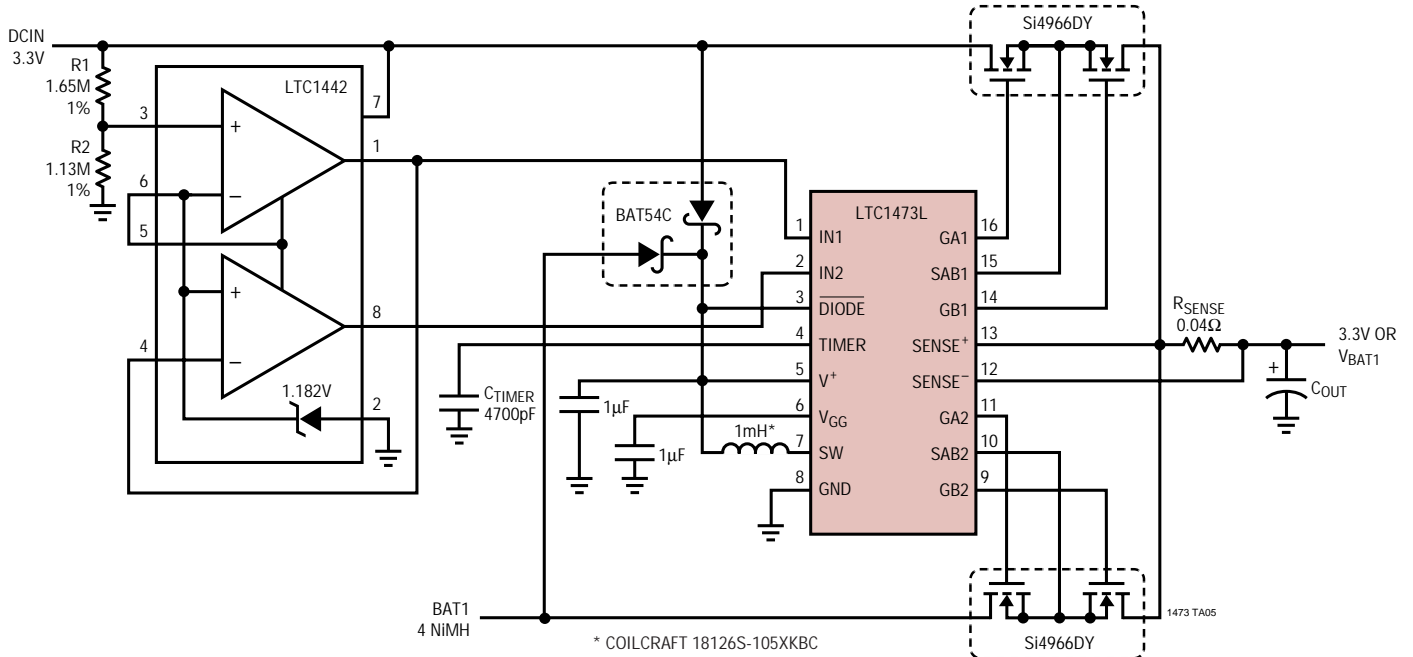 Si4966DY
DCIN
3.3V
R1
1.65M
1%
R2
1.13M
1%
LTC1442
7
3
+
1
6
–
5
+
8
4
–
1.182V
2
BAT54C
LTC1473L
1
IN1
2
IN2
3
DIODE
4
TIMER
5
V+
6
VGG
7
SW
8
GND
16
GA1
15
SAB1
14
GB1
13
SENSE+
12
SENSE–
11
GA2
10
SAB2
9
GB2
CTIMER
4700pF
1µF
1µF
1mH*
RSENSE
0.04Ω
3.3V OR
VBAT1
+
COUT
BAT1
4 NiMH
* COILCRAFT 18126S-105XKBC
Si4966DY
1473 TA05